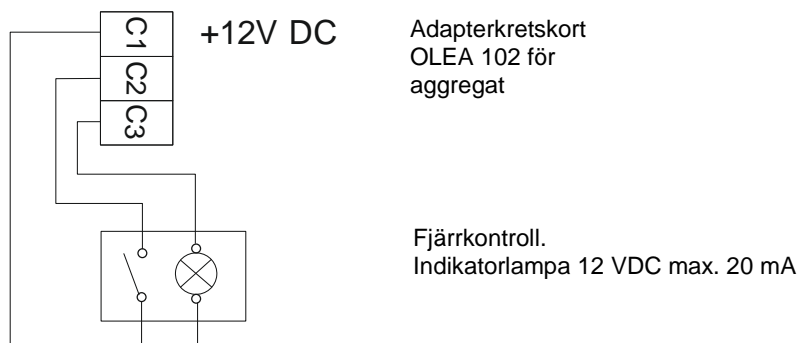 C1
+12V DC
C2
C3
Adapterkretskort
OLEA 102 för
aggregat
Fjärrkontroll.
Indikatorlampa 12 VDC max. 20 mA